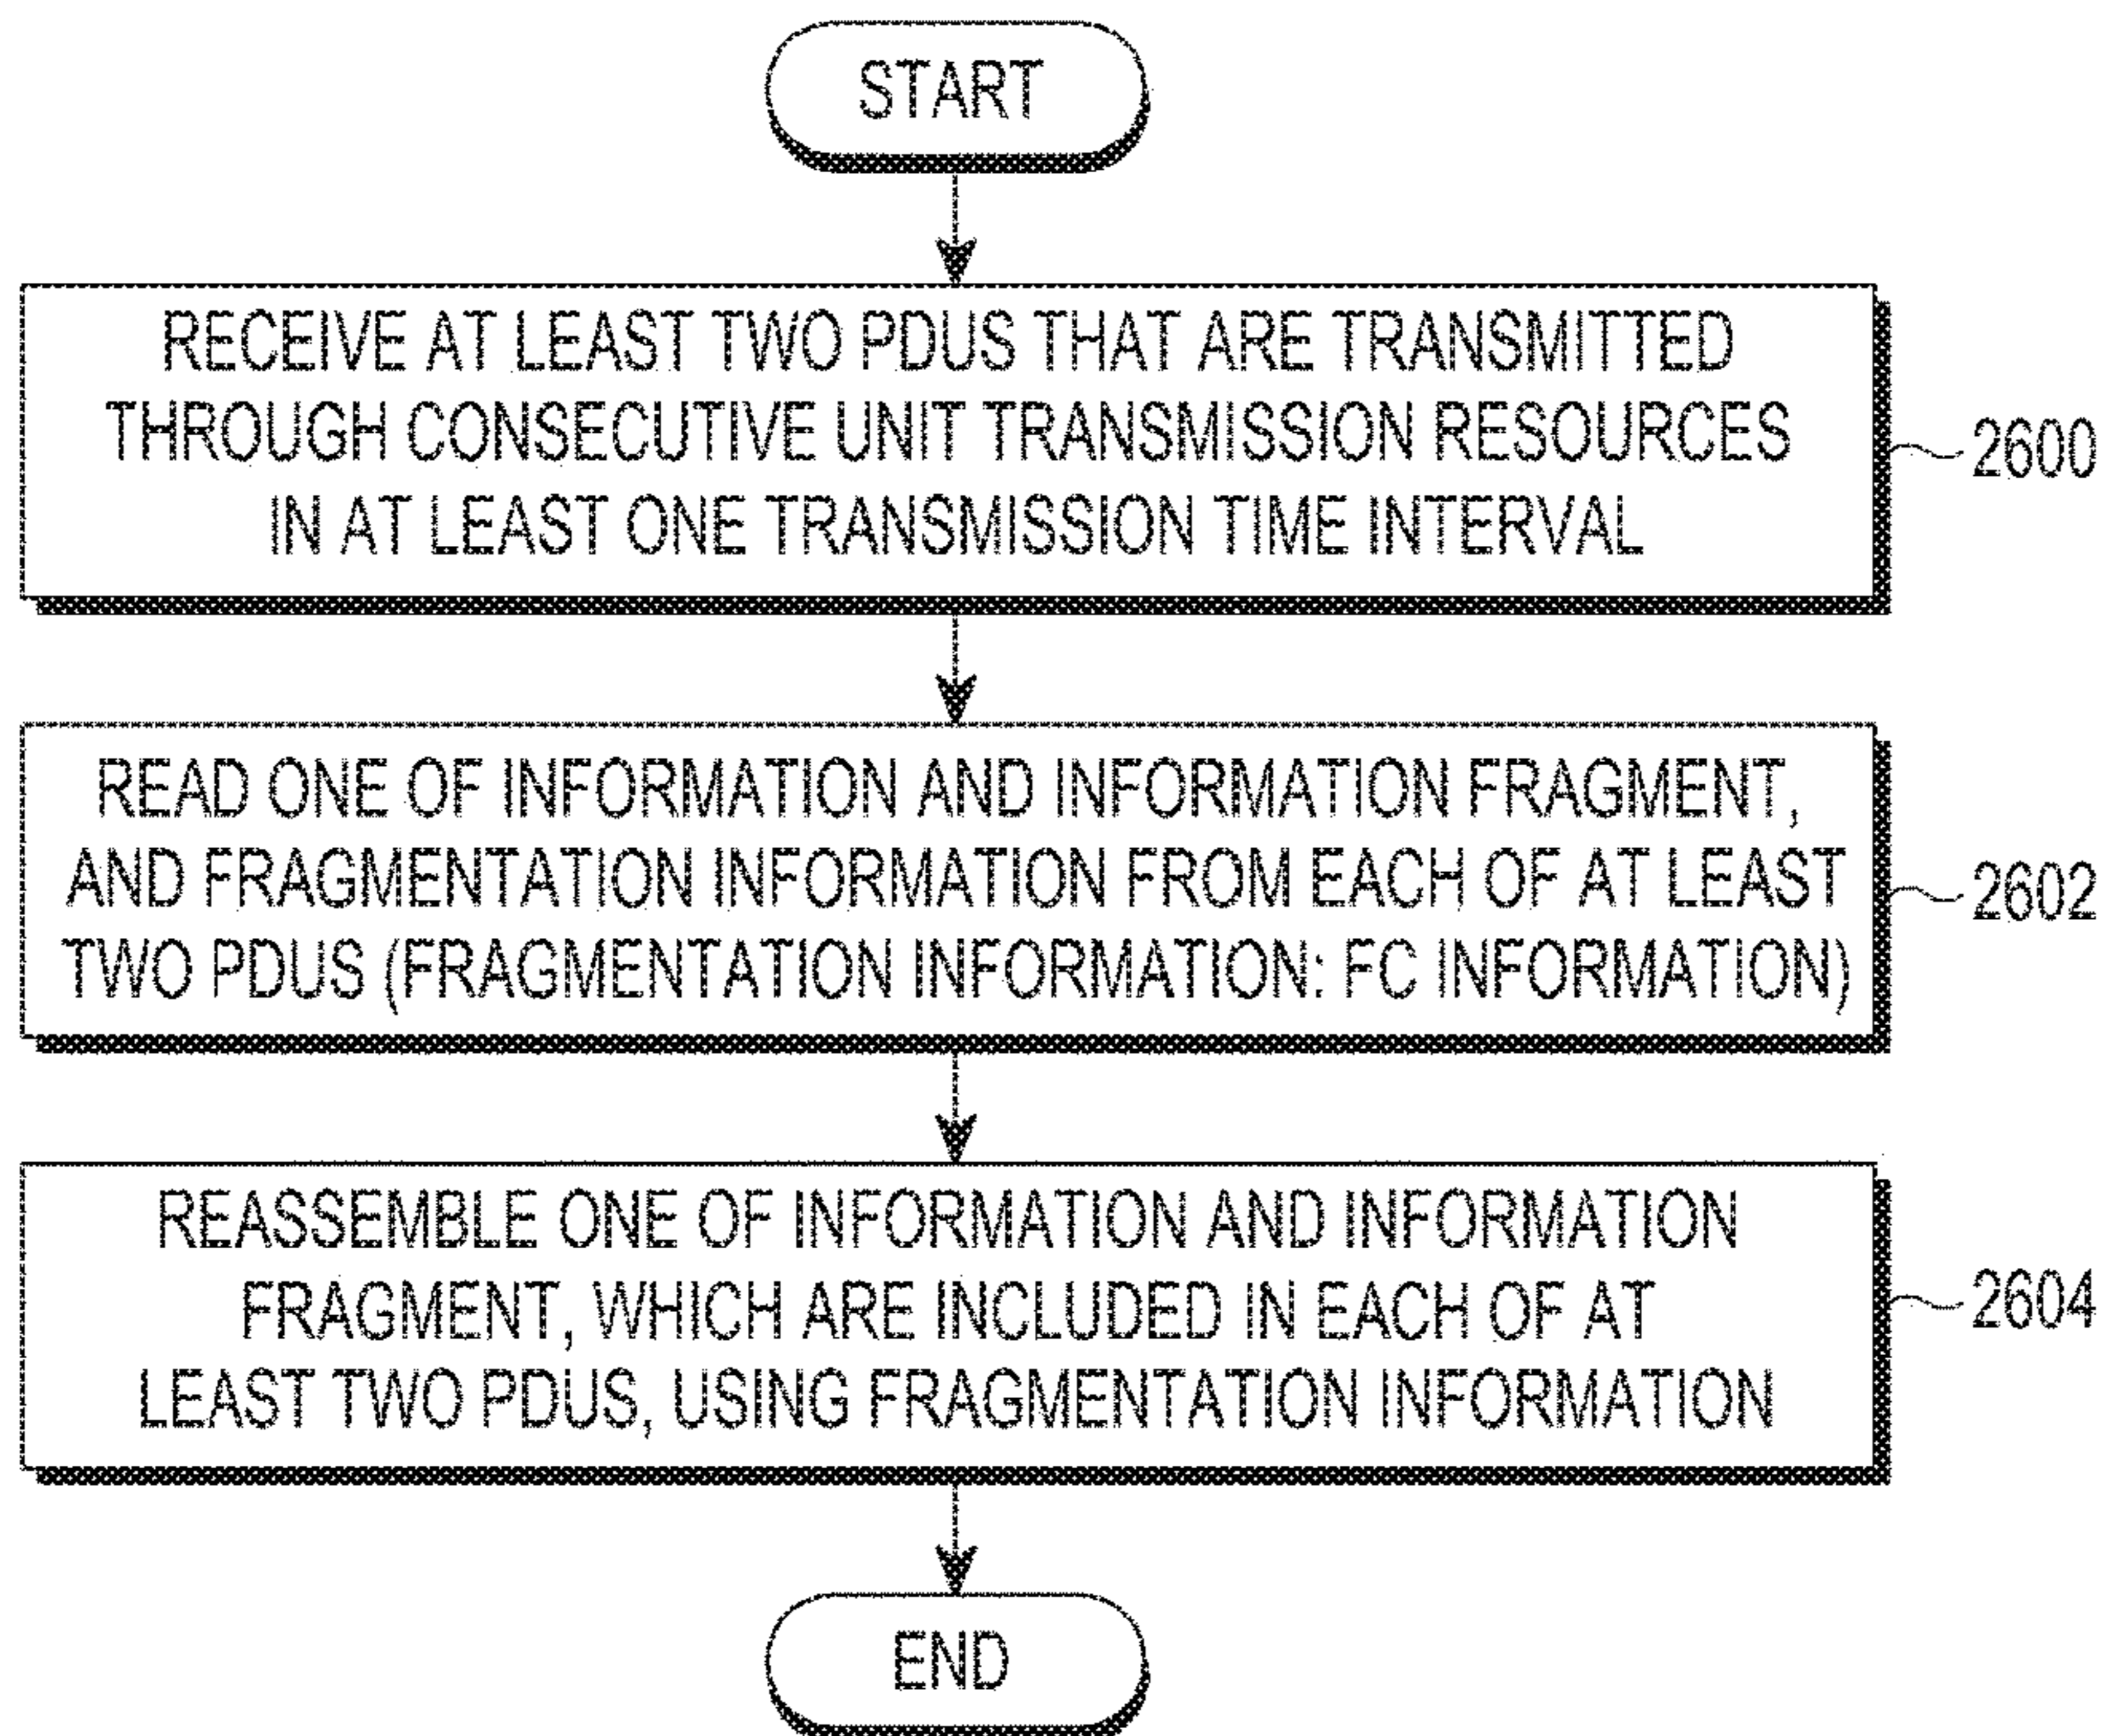 START
RECEIVE AT LEAST TWO PDUS THAT ARE TRANSMITTED
THROUGH CONSECUTIVE UNIT TRANSMISSION RESOURCES
IN AT LEAST ONE TRANSMISSION TIME INTERVAL
2600
READ ONE OF INFORMATION AND INFORMATION FRAGMENT,
AND FRAGMENTATION INFORMATION FROM EACH OF AT LEAST
TWO PDUS (FRAGMENTATION INFORMATION: FC INFORMATION)
2602
REASSEMBLE ONE OF INFORMATION AND INFORMATION
FRAGMENT, WHICH ARE INCLUDED IN EACH OF AT
LEAST TWO PDUS, USING FRAGMENTATION INFORMATION
2604
END